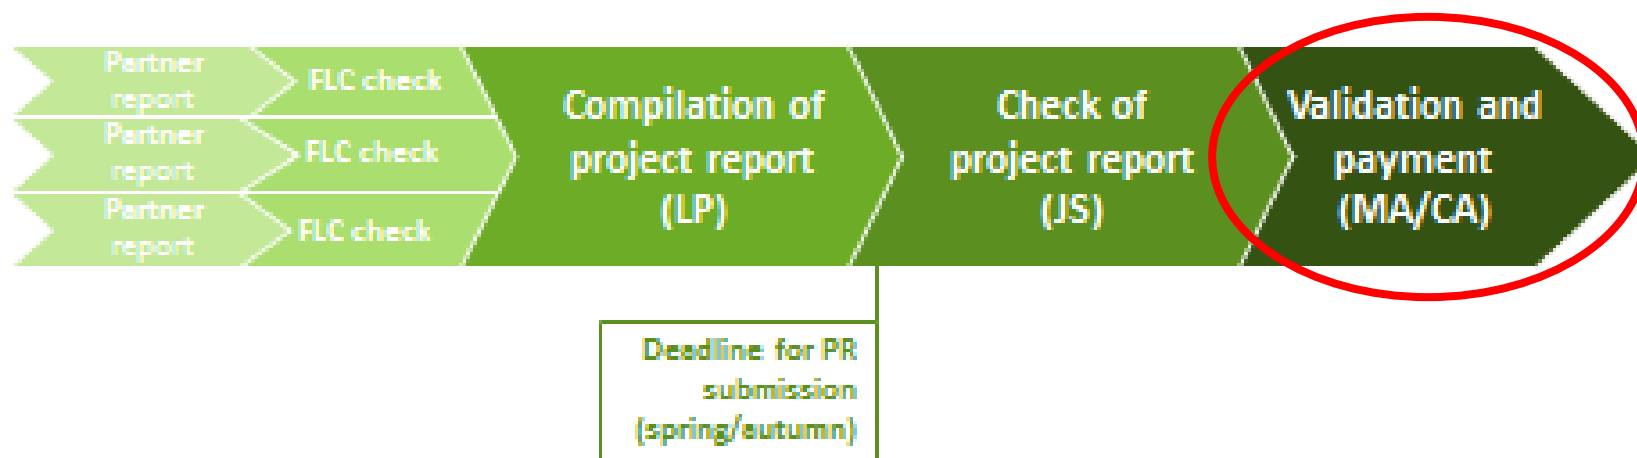 Partner
report
FLC check
Partner
report
FLC check
Partner
report
FLC check
Compilation of
project report
(LP)
Check of
project report
(JS)
Validation and
payment
(MA/CA)
Deadline for PR
submission
(spring/autumn)